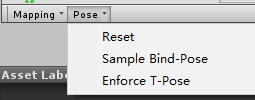 Mapping Pose
Reset
Sample Bind-Pose
Enforce T-Pose
Asset Labe